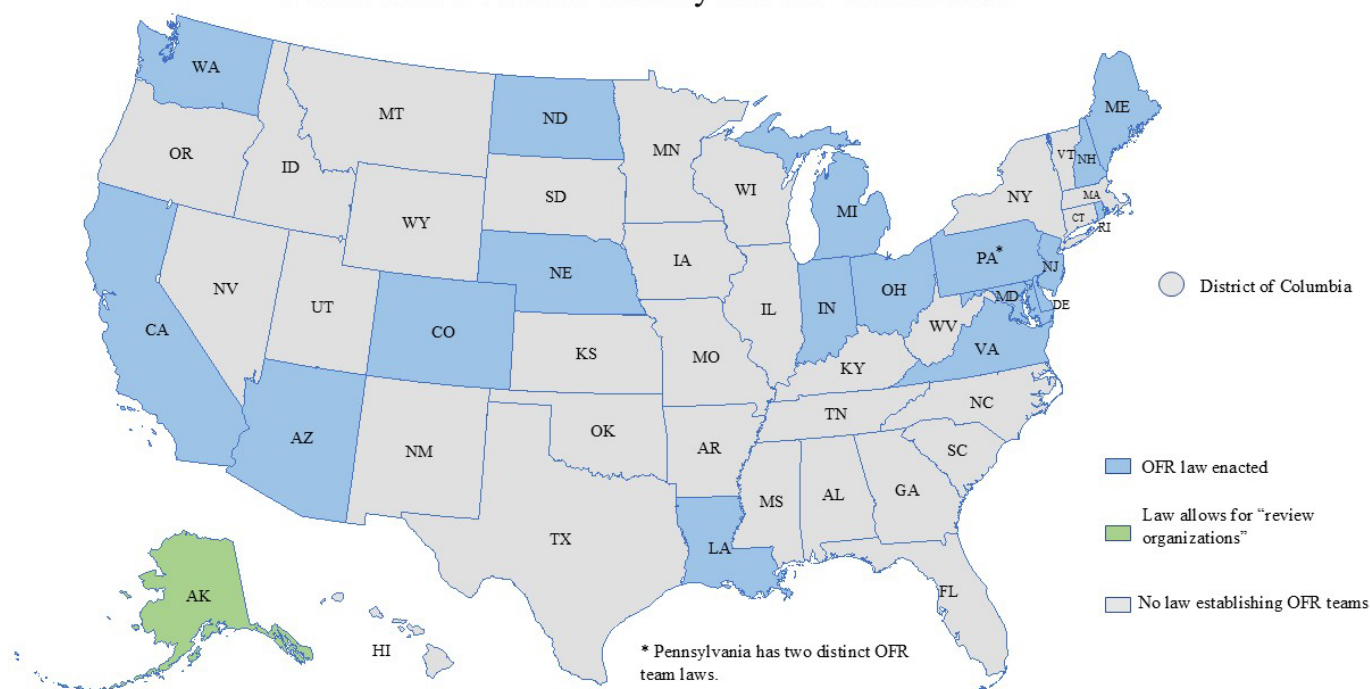 WA
MT
ND
ME
MN
VT
NH
OR
ID
SD
WI
NY
MA
WY
MI
CT
RI
IA
PA*
NE
NJ
NV
OH
District of Columbia
UT
IL
IN
MD
DE
CA
CO
WV
KS
MO
VA
KY
NC
TN
AZ
OK
NM
AR
SC
OFR law enacted
MS
AL
GA
Law allows for “review
organizations”
TX
LA
FL
AK
No law establishing OFR teams
HI
* Pennsylvania has two distinct OFR
team laws.